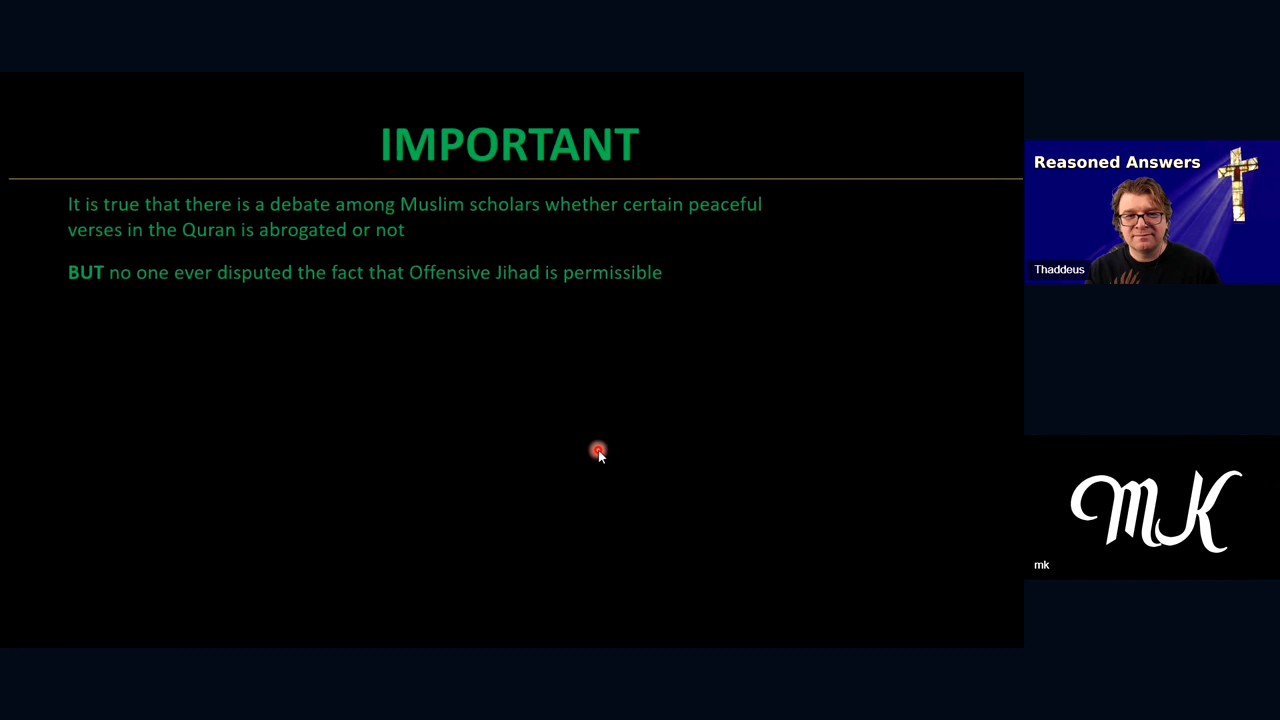 IMPORTANT
It is true that there is a debate among Muslim scholars whether certain peaceful
verses in the Quran is abrogated or not
BUT no one ever disputed the fact that Offensive Jihad is permissible
Reasoned Answers
Thaddeus
MK
mk